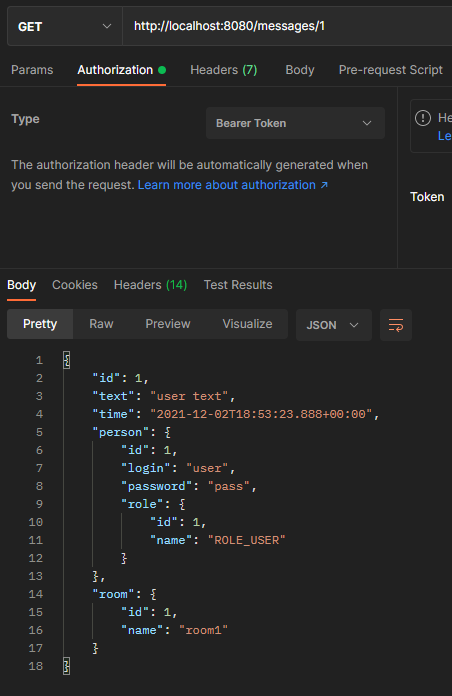 GET http://localhost:8080/messages/1
Params Authorization Headers (7) Body Pre-request Script
Type Bearer Token
The authorization header will be automatically generated when
you send the request. Learn more about authorization ↗
He
Le
Token
Body Cookies Headers (14) Test Results
Pretty Raw Preview Visualize JSON
1 {
2 "id": 1,
3 "text": "user text",
4 "time": "2021-12-02T18:53:23.888+00:00",
5 "person": {
6 "id": 1,
7 "login": "user",
8 "password": "pass",
9 "role": {
10 "id": 1,
11 "name": "ROLE_USER"
12 }
13 },
14 "room": {
15 "id": 1,
16 "name": "room1"
17 }
18 }